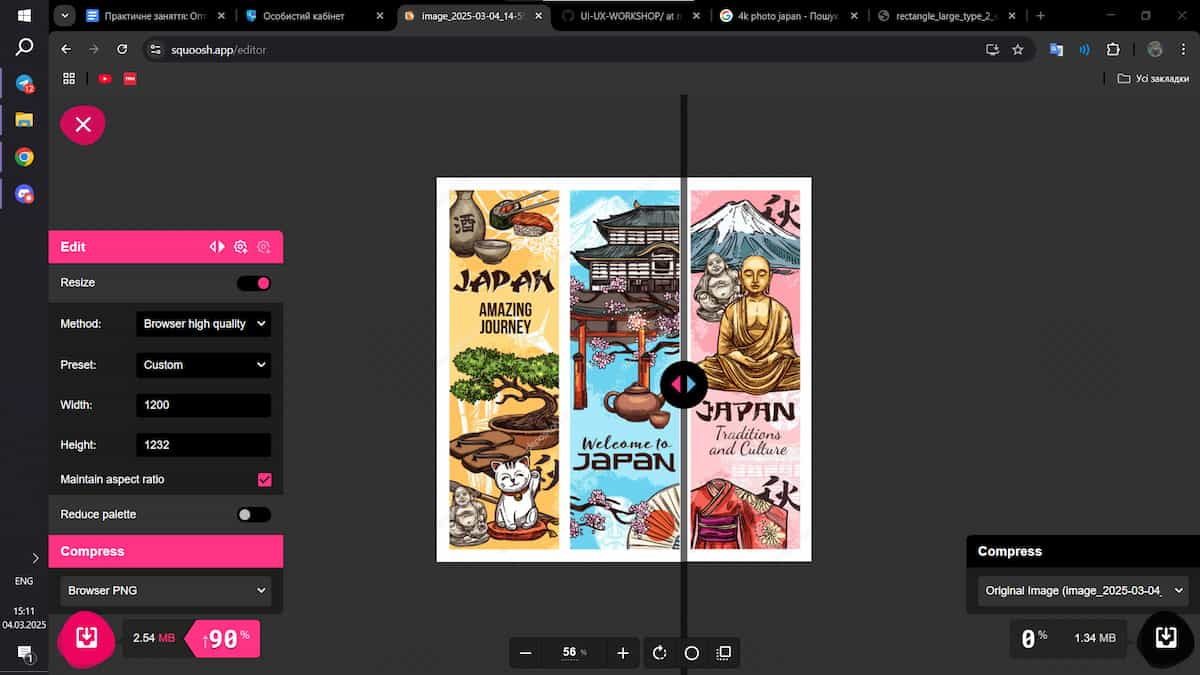 Практичне заняття: Опт
Особистий кабінет
image_2025-03-04_14-5
UI-UX-WORKSHOP/ at m
4k photo japan - Пошук
rectangle_large_type_2_
squoosh.app/editor
Усі закладки
12
Edit
Resize
Method:
Browser high quality
Preset:
Custom
Width:
1200
Height:
1232
Maintain aspect ratio
Reduce palette
Compress
Browser PNG
2.54 MB
↑90 %
ENG
15:11
04.03.2025
1
酒
JAPAN
AMAZING
JOURNEY
秋
Welcome to
JAPAN
秋
JAPAN
Traditions
and Culture
秋
56 %
Compress
Original Image (image_2025-03-04_
0 %
1.34 MB